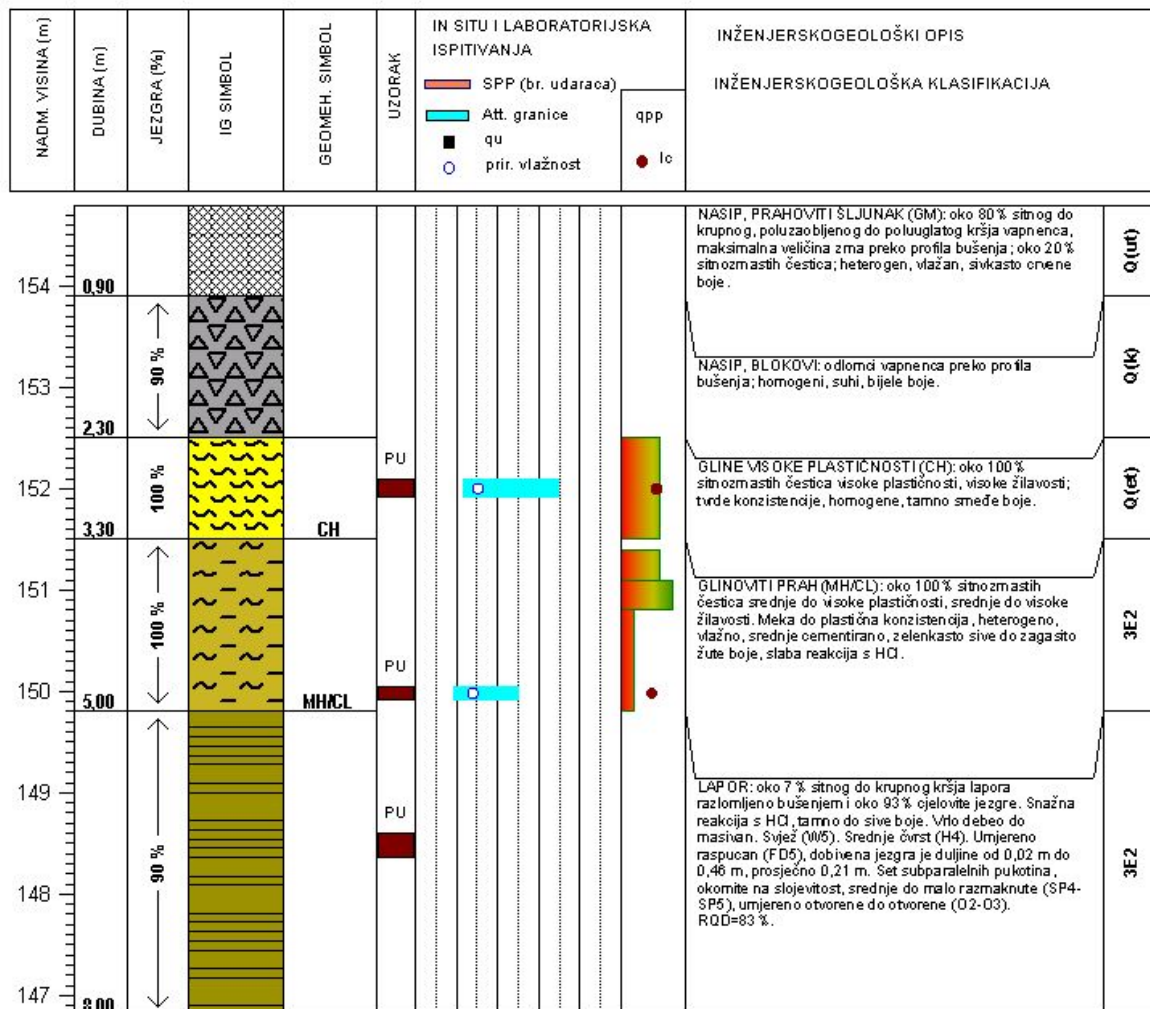 NADM. VISINA (m)
DUBINA (m)
JEZGRA (%)
IG SIMBOL
GEOMEH. SIMBOL
UZORAK
IN SITU I LABORATORIJSKA
ISPITIVANJA
SPP (br. udaraca)
Att. granice
qu
prir. vlažnost
qpp
Ic
INŽENJERSKOGEOLOŠKI OPIS
INŽENJERSKOGEOLOŠKA KLASIFIKACIJA
NASIP, PRAHOVITI ŠLJUNAK (GM): oko 80% sitnog do
krupnog, poluzaobljenog do poluuglatog kršja vapnenca,
maksimalna veličina zrna preko profila bušenja; oko 20%
sitnozrnastih čestica; heterogen, vlažan, sivkasto crvene
boje.
Q(ut)
154
0,90
90 %
NASIP, BLOKOVI: odlomci vapnenca preko profila
bušenja; homogeni, suhi, bijele boje.
Q(k)
153
2,30
PU
GLINE VISOKE PLASTIČNOSTI (CH): oko 100%
sitnozrnastih čestica visoke plastičnosti, visoke žilavosti;
tvrde konzistencije, homogene, tamno smeđe boje.
Q(et)
152
100 %
3,30
CH
151
100 %
GLINOVITI PRAH (MH/CL): oko 100% sitnozrnastih
čestica srednje do visoke plastičnosti, srednje do visoke
žilavosti. Meka do plastična konzistencija, heterogeno,
vlažno, srednje cementirano, zelenkasto sive do zagasito
žute boje, slaba reakcija s HCl.
3E2
PU
150
5,00
MH/CL
149
PU
LAPOR: oko 7 % sitnog do krupnog kršja lapora
razlomljeno bušenjem i oko 93% cjelovite jezgre. Snažna
reakcija s HCl, tamno do sive boje. Vrlo debeo do
masivan. Svjež (W5). Srednje čvrst (H4). Umjereno
raspucan (FD5), dobivena jezgra je duljine od 0,02 m do
0,46 m, prosječno 0,21 m. Set subparalelnih pukotina,
okomite na slojevitost, srednje do malo razmaknute (SP4-
SP5), umjereno otvorene do otvorene (O2-O3).
RQD=83 %.
3E2
90 %
148
147
8,00